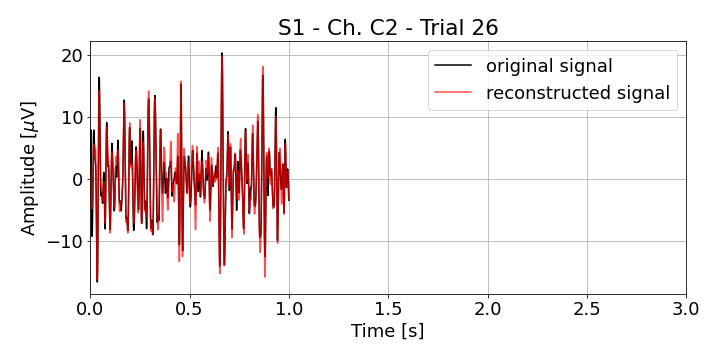 S1 - Ch. C2 - Trial 26
original signal
reconstructed signal
Amplitude [μV]
20
10
0
−10
0.0 0.5 1.0 1.5 2.0 2.5 3.0
Time [s]